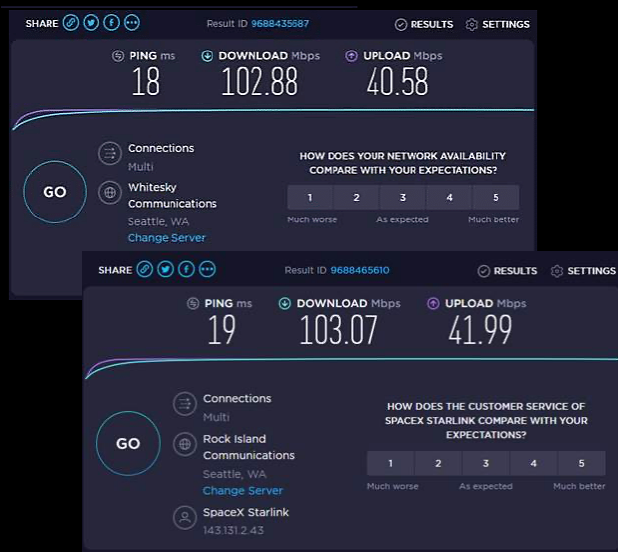 SHARE Result ID 9688435687 RESULTS SETTINGS
PING ms DOWNLOAD Mbps UPLOAD Mbps
18 102.88 40.58
Connections
Multi
GO
Whitesky
Communications
Seattle, WA
Change Server
HOW DOES YOUR NETWORK AVAILABILITY
COMPARE WITH YOUR EXPECTATIONS?
1 2 3 4 5
Much worse As expected Much better
SHARE Result ID 9688465610 RESULTS SETTINGS
PING ms DOWNLOAD Mbps UPLOAD Mbps
19 103.07 41.99
Connections
Multi
GO
Rock Island
Communications
Seattle, WA
Change Server
SpaceX Starlink
143.131.2.43
HOW DOES THE CUSTOMER SERVICE OF
SPACEX STARLINK COMPARE WITH YOUR
EXPECTATIONS?
1 2 3 4 5
Much worse As expected Much better